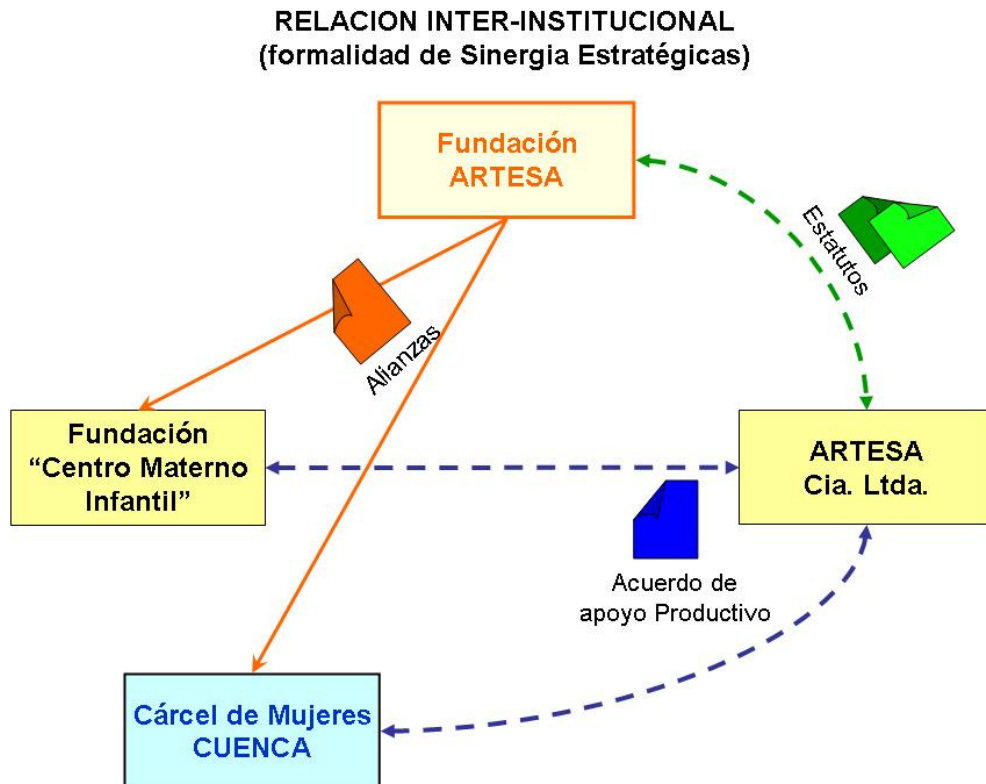 RELACION INTER-INSTITUCIONAL
(formalidad de Sinergia Estratégicas)
Fundación
ARTESA
Estatutos
Alianzas
Fundación
“Centro Materno
Infantil”
ARTESA
Cia. Ltda.
Acuerdo de
apoyo Productivo
Cárcel de Mujeres
CUENCA